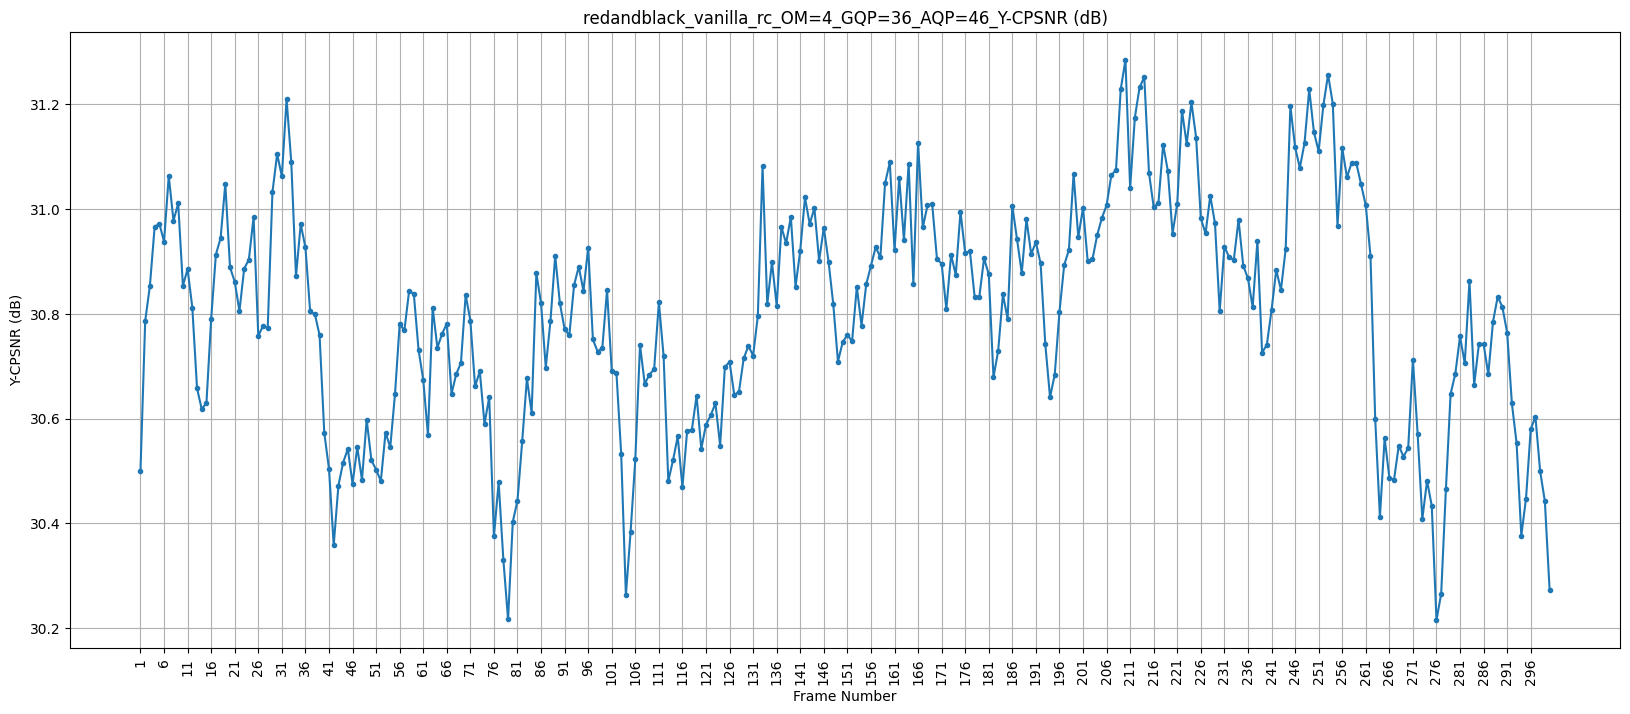 redandblack_vanilla_rc_OM=4_GQP=36_AQP=46_Y-CPSNR (dB)
Y-CPSNR (dB)
31.2
31.0
30.8
30.6
30.4
30.2
1 6 11 16 21 26 31 36 41 46 51 56 61 66 71 76 81 86 91 96 101 106 111 116 121 126 131 136 141 146 151 156 161 166 171 176 181 186 191 196 201 206 211 216 221 226 231 236 241 246 251 256 261 266 271 276 281 286 291 296
Frame Number